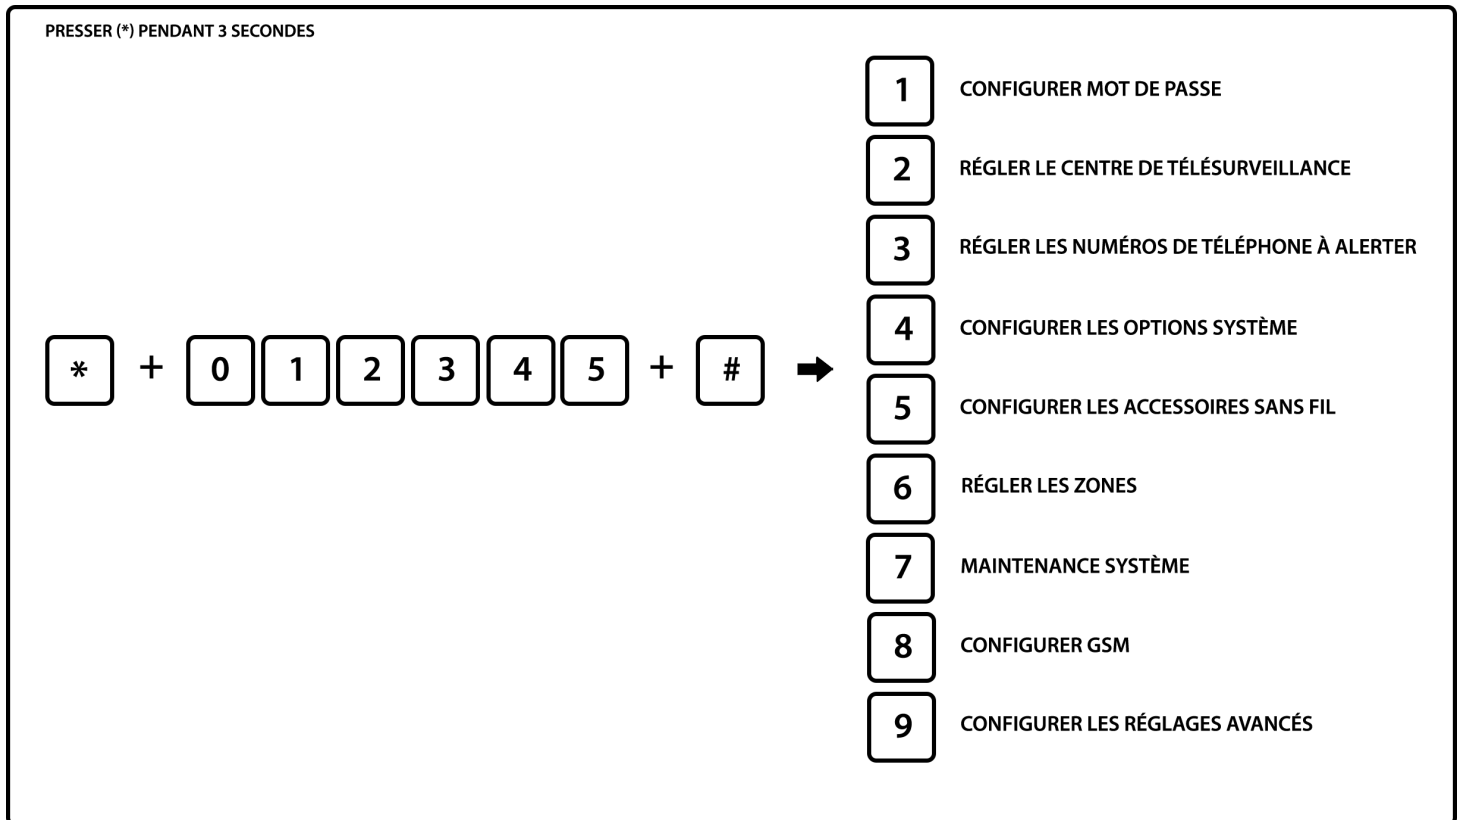 PRESSER (*) PENDANT 3 SECONDES
1 CONFIGURER MOT DE PASSE
2 RÉGLER LE CENTRE DE TÉLÉSURVEILLANCE
3 RÉGLER LES NUMÉROS DE TÉLÉPHONE À ALERTER
4 CONFIGURER LES OPTIONS SYSTÈME
* + 0 1 2 3 4 5 + #
5 CONFIGURER LES ACCESSOIRES SANS FIL
6 RÉGLER LES ZONES
7 MAINTENANCE SYSTÈME
8 CONFIGURER GSM
9 CONFIGURER LES RÉGLAGES AVANCÉS